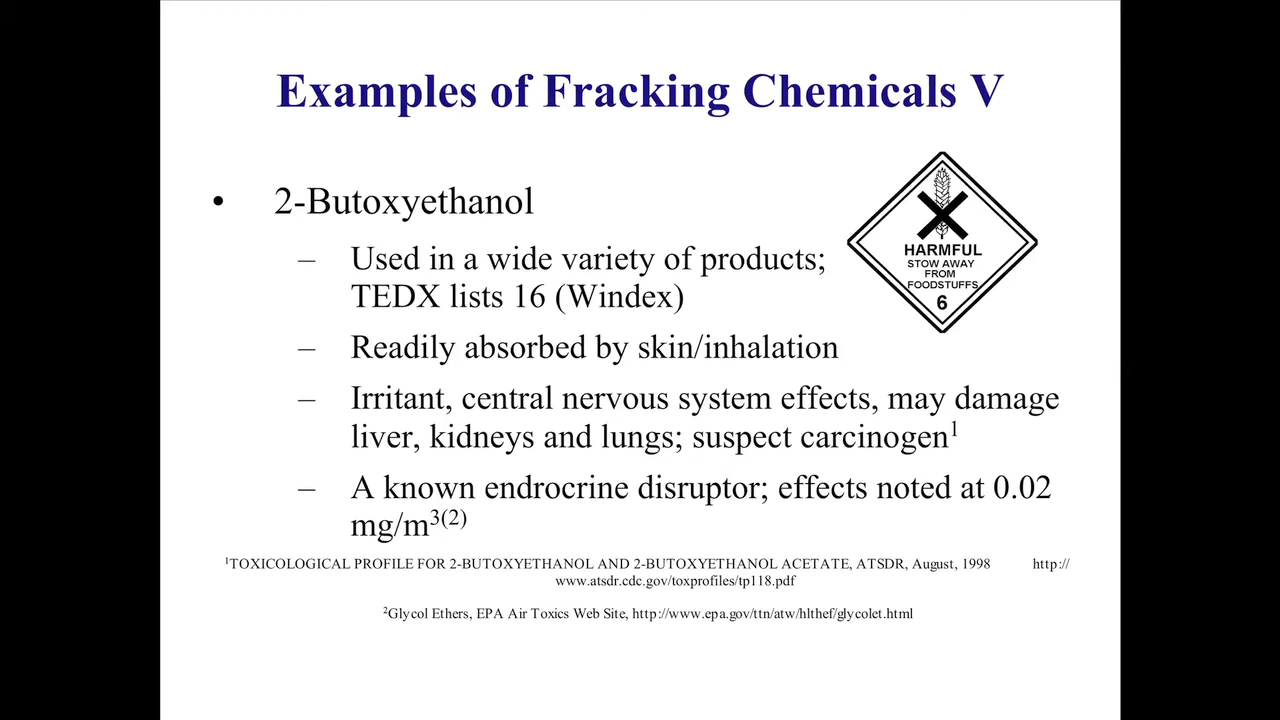 Examples of Fracking Chemicals V
• 2-Butoxyethanol
– Used in a wide variety of products;
TEDX lists 16 (Windex)
HARMFUL
STOW AWAY
FROM
FOODSTUFFS
6
– Readily absorbed by skin/inhalation
– Irritant, central nervous system effects, may damage
liver, kidneys and lungs; suspect carcinogen¹
– A known endrocrine disruptor; effects noted at 0.02
mg/m³⁽²⁾
¹TOXICOLOGICAL PROFILE FOR 2-BUTOXYETHANOL AND 2-BUTOXYETHANOL ACETATE, ATSDR, August, 1998 http://
www.atsdr.cdc.gov/toxprofiles/tp118.pdf
²Glycol Ethers, EPA Air Toxics Web Site, http://www.epa.gov/ttn/atw/hlthef/glycolet.html